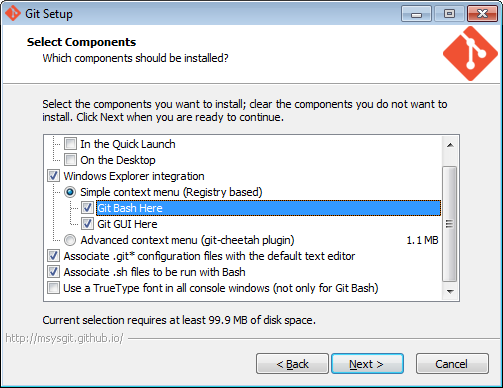 Git Setup
Select Components
Which components should be installed?
Select the components you want to install; clear the components you do not want to
install. Click Next when you are ready to continue.
In the Quick Launch
On the Desktop
Windows Explorer integration
Simple context menu (Registry based)
Git Bash Here
Git GUI Here
Advanced context menu (git-cheetah plugin) 1.1 MB
Associate .git* configuration files with the default text editor
Associate .sh files to be run with Bash
Use a TrueType font in all console windows (not only for Git Bash)
Current selection requires at least 99.9 MB of disk space.
http://msysgit.github.io/
< Back Next > Cancel